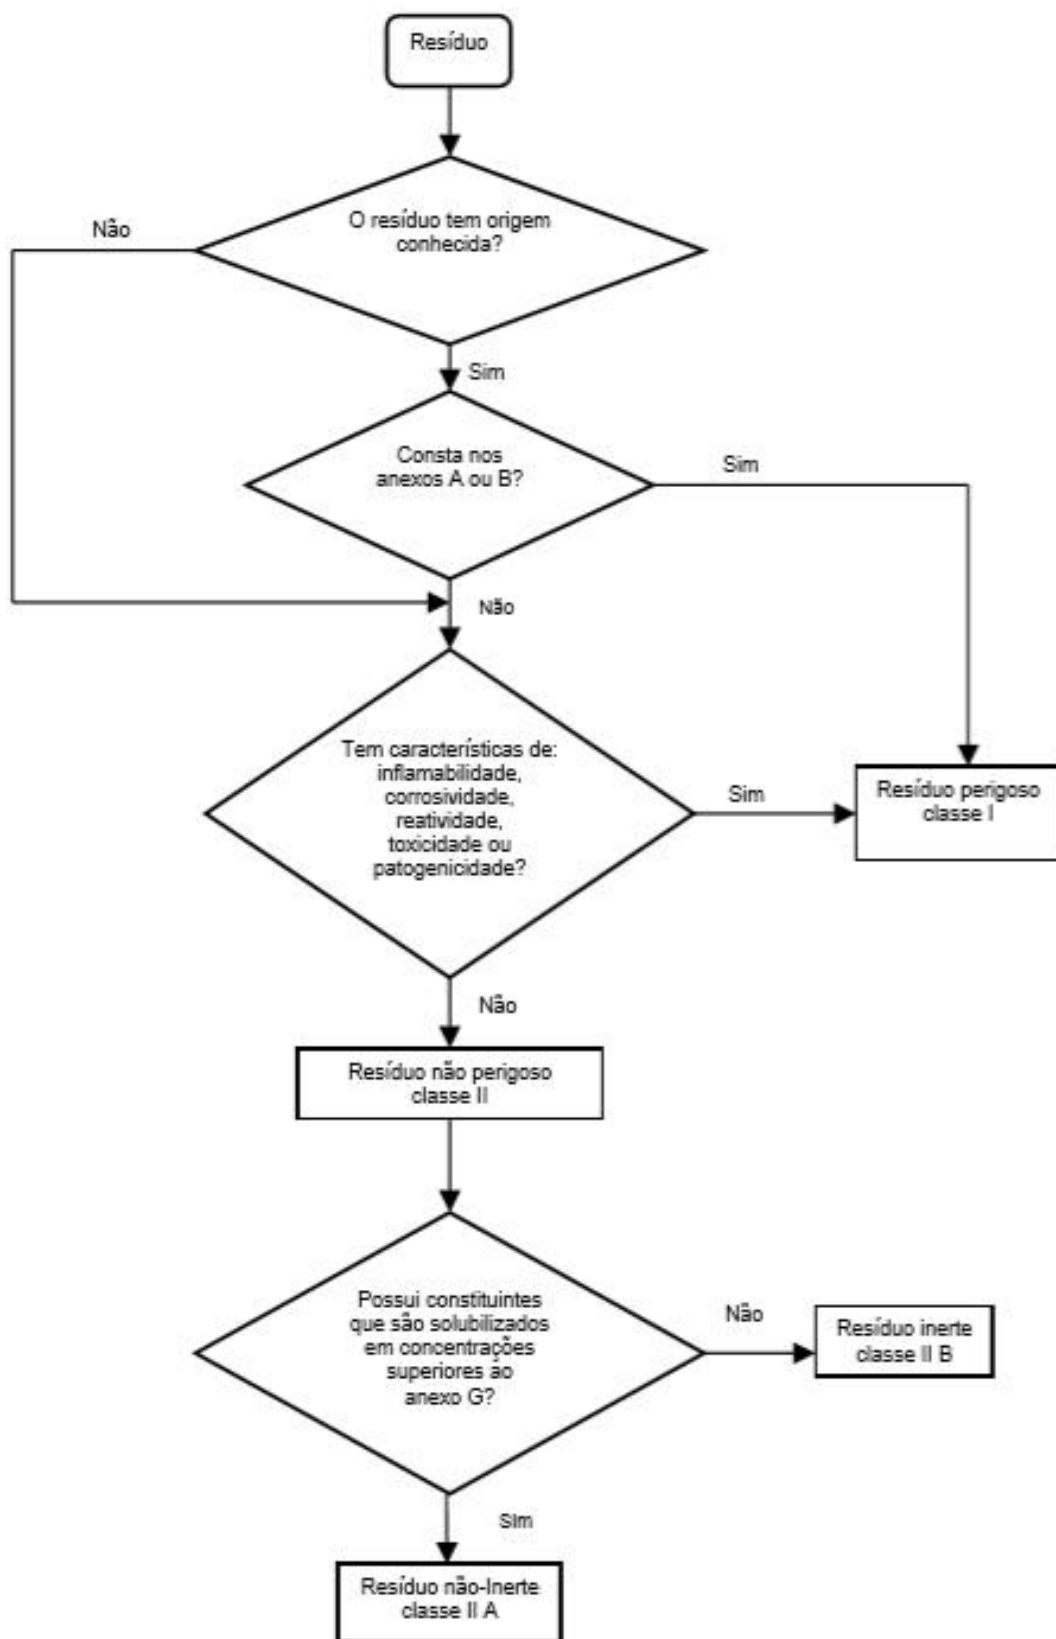 Resíduo
O resíduo tem origem
conhecida?
Não
Sim
Consta nos
anexos A ou B?
Sim
Não
Tem características de:
inflamabilidade,
corrosividade,
reatividade,
toxicidade ou
patogenicidade?
Sim
Resíduo perigoso
classe I
Não
Resíduo não perigoso
classe II
Possui constituintes
que são solubilizados
em concentrações
superiores ao
anexo G?
Não
Resíduo inerte
classe II B
Sim
Resíduo não-Inerte
classe II A